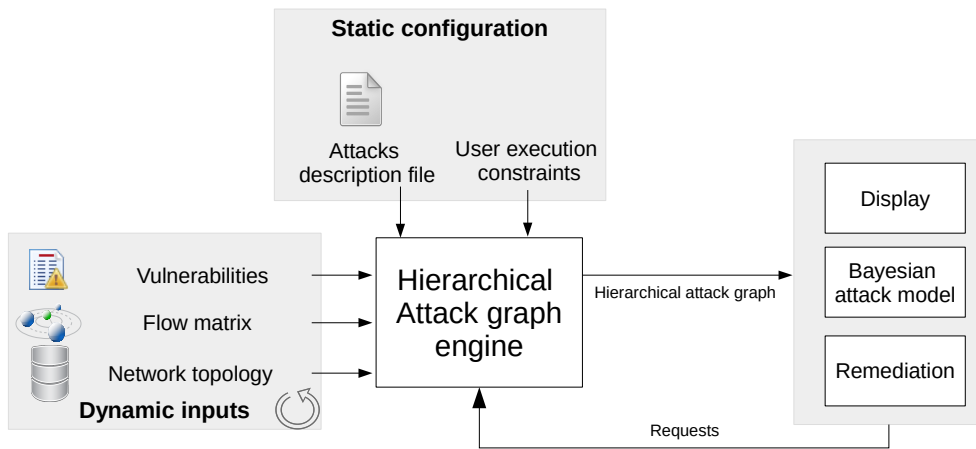 Static configuration
Attacks
description file
User execution
constraints
Vulnerabilities
Flow matrix
Network topology
Dynamic inputs
Hierarchical
Attack graph
engine
Hierarchical attack graph
Display
Bayesian
attack model
Remediation
Requests